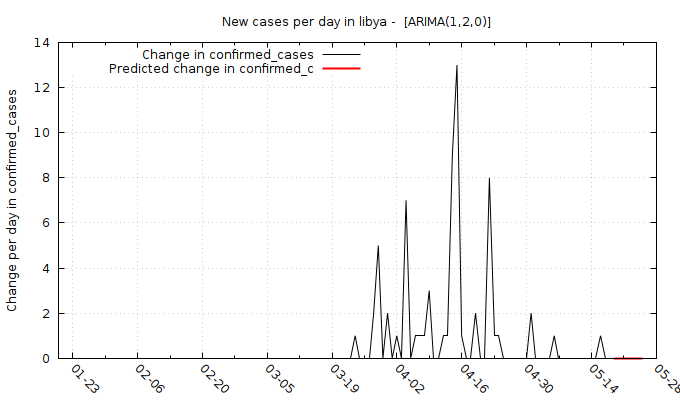 New cases per day in libya -  [ARIMA(1,2,0)]
Change in confirmed_cases
Predicted change in confirmed_c
Change per day in confirmed_cases
14
12
10
8
6
4
2
0
01-23 02-06 02-20 03-05 03-19 04-02 04-16 04-30 05-14 05-28